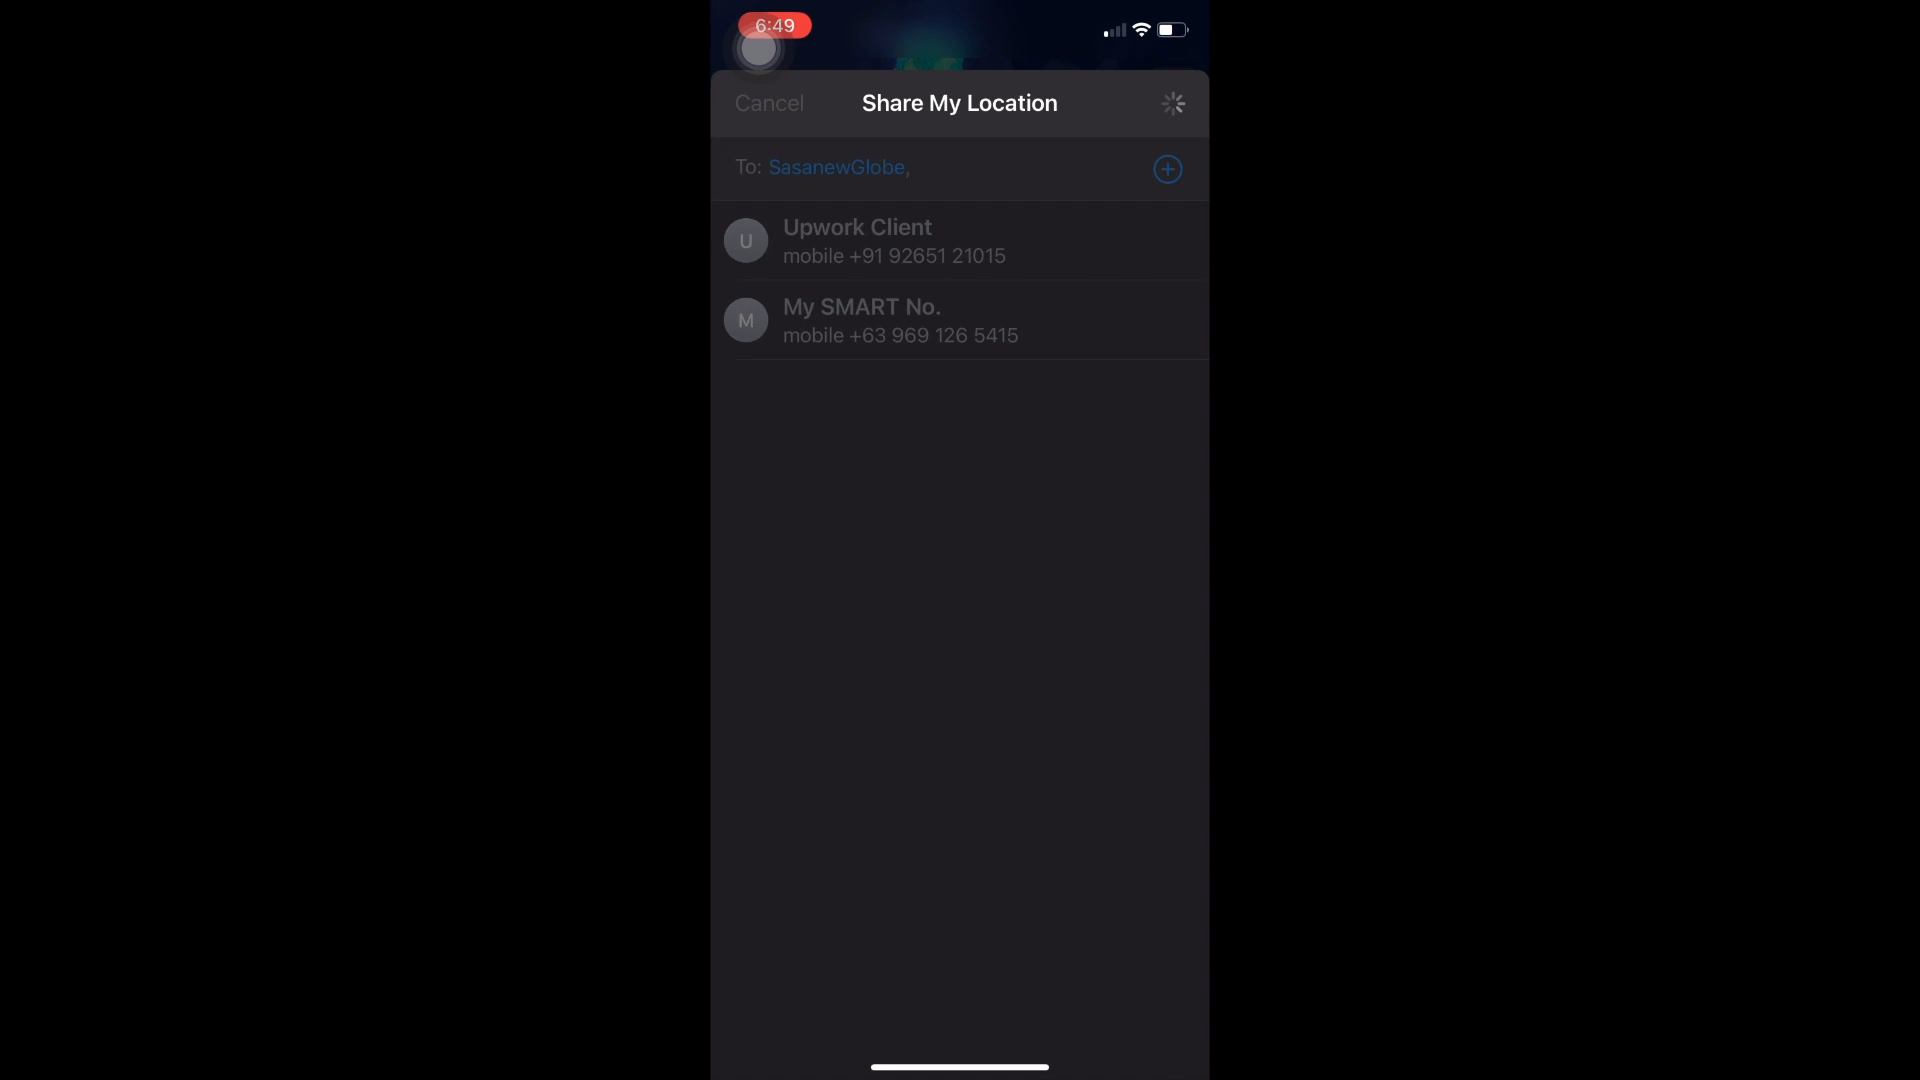 6:49
Cancel
Share My Location
To: SasanewGlobe,
U
Upwork Client
mobile +91 92651 21015
M
My SMART No.
mobile +63 969 126 5415